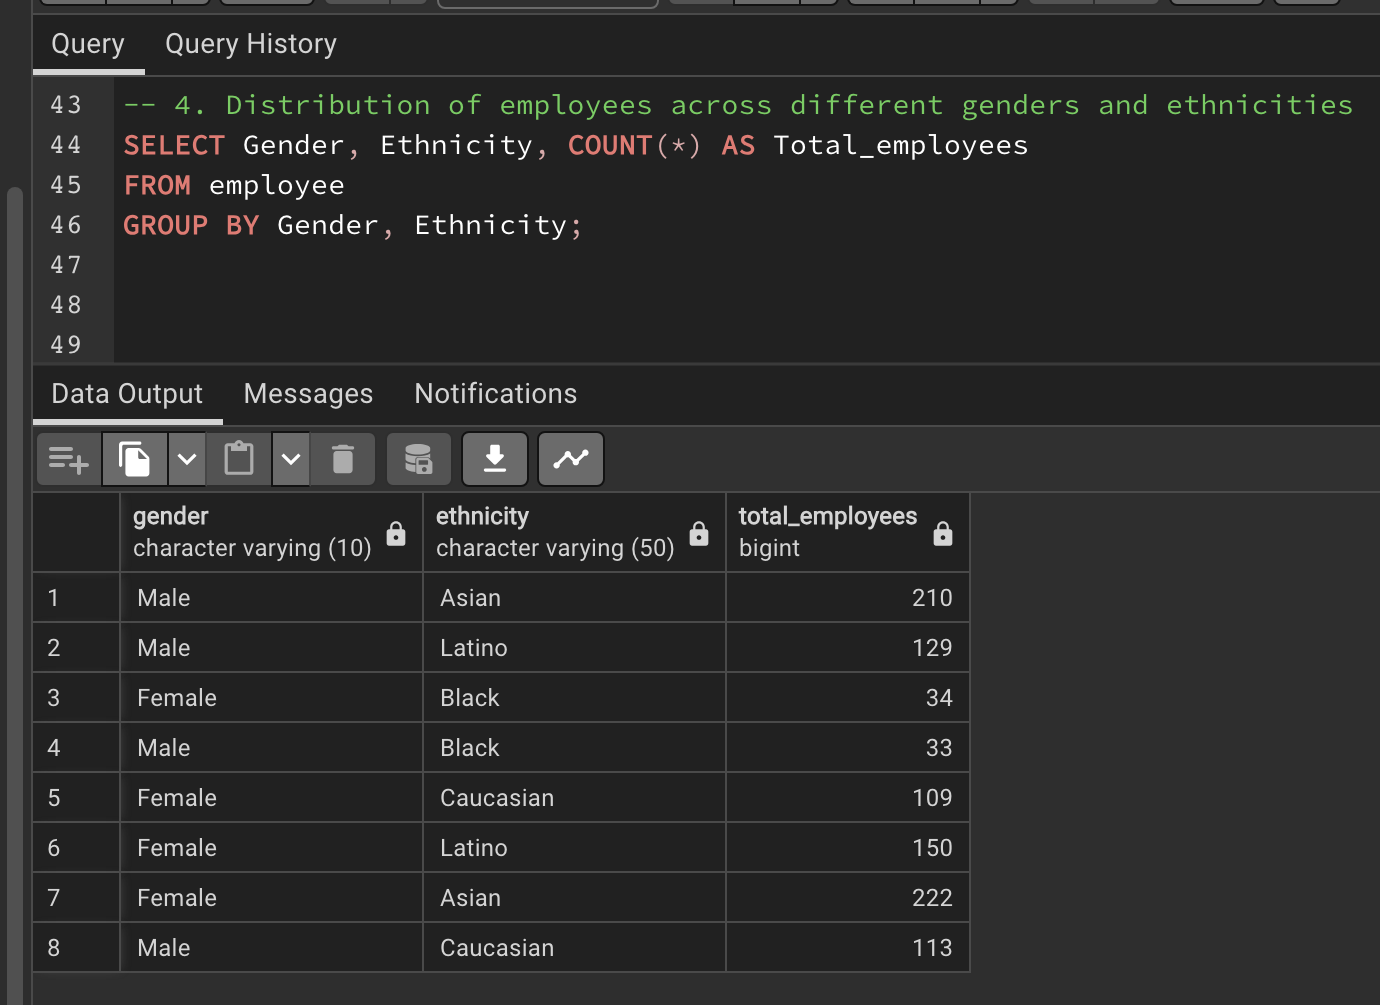 Query Query History
43 -- 4. Distribution of employees across different genders and ethnicities
44 SELECT Gender, Ethnicity, COUNT(*) AS Total_employees
45 FROM employee
46 GROUP BY Gender, Ethnicity;
47
48
49
Data Output Messages Notifications
gender ethnicity total_employees
character varying (10) character varying (50) bigint
1 Male Asian 210
2 Male Latino 129
3 Female Black 34
4 Male Black 33
5 Female Caucasian 109
6 Female Latino 150
7 Female Asian 222
8 Male Caucasian 113